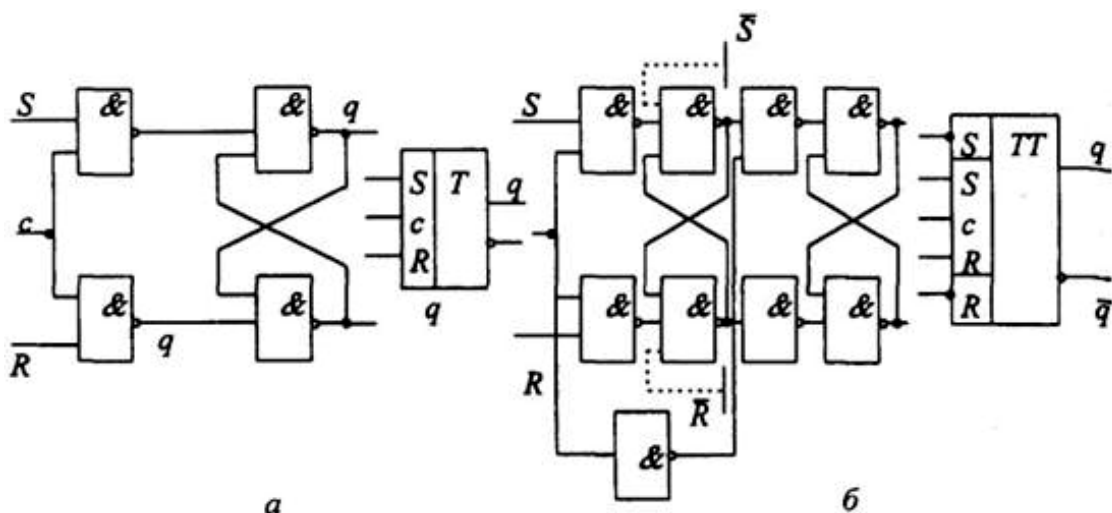 S̅
S & & q
S & & & &
S T q
c
R
q
c
S TT q
S
c
R
R q̅
& q &
R
& & & &
R
R̅
&
а б